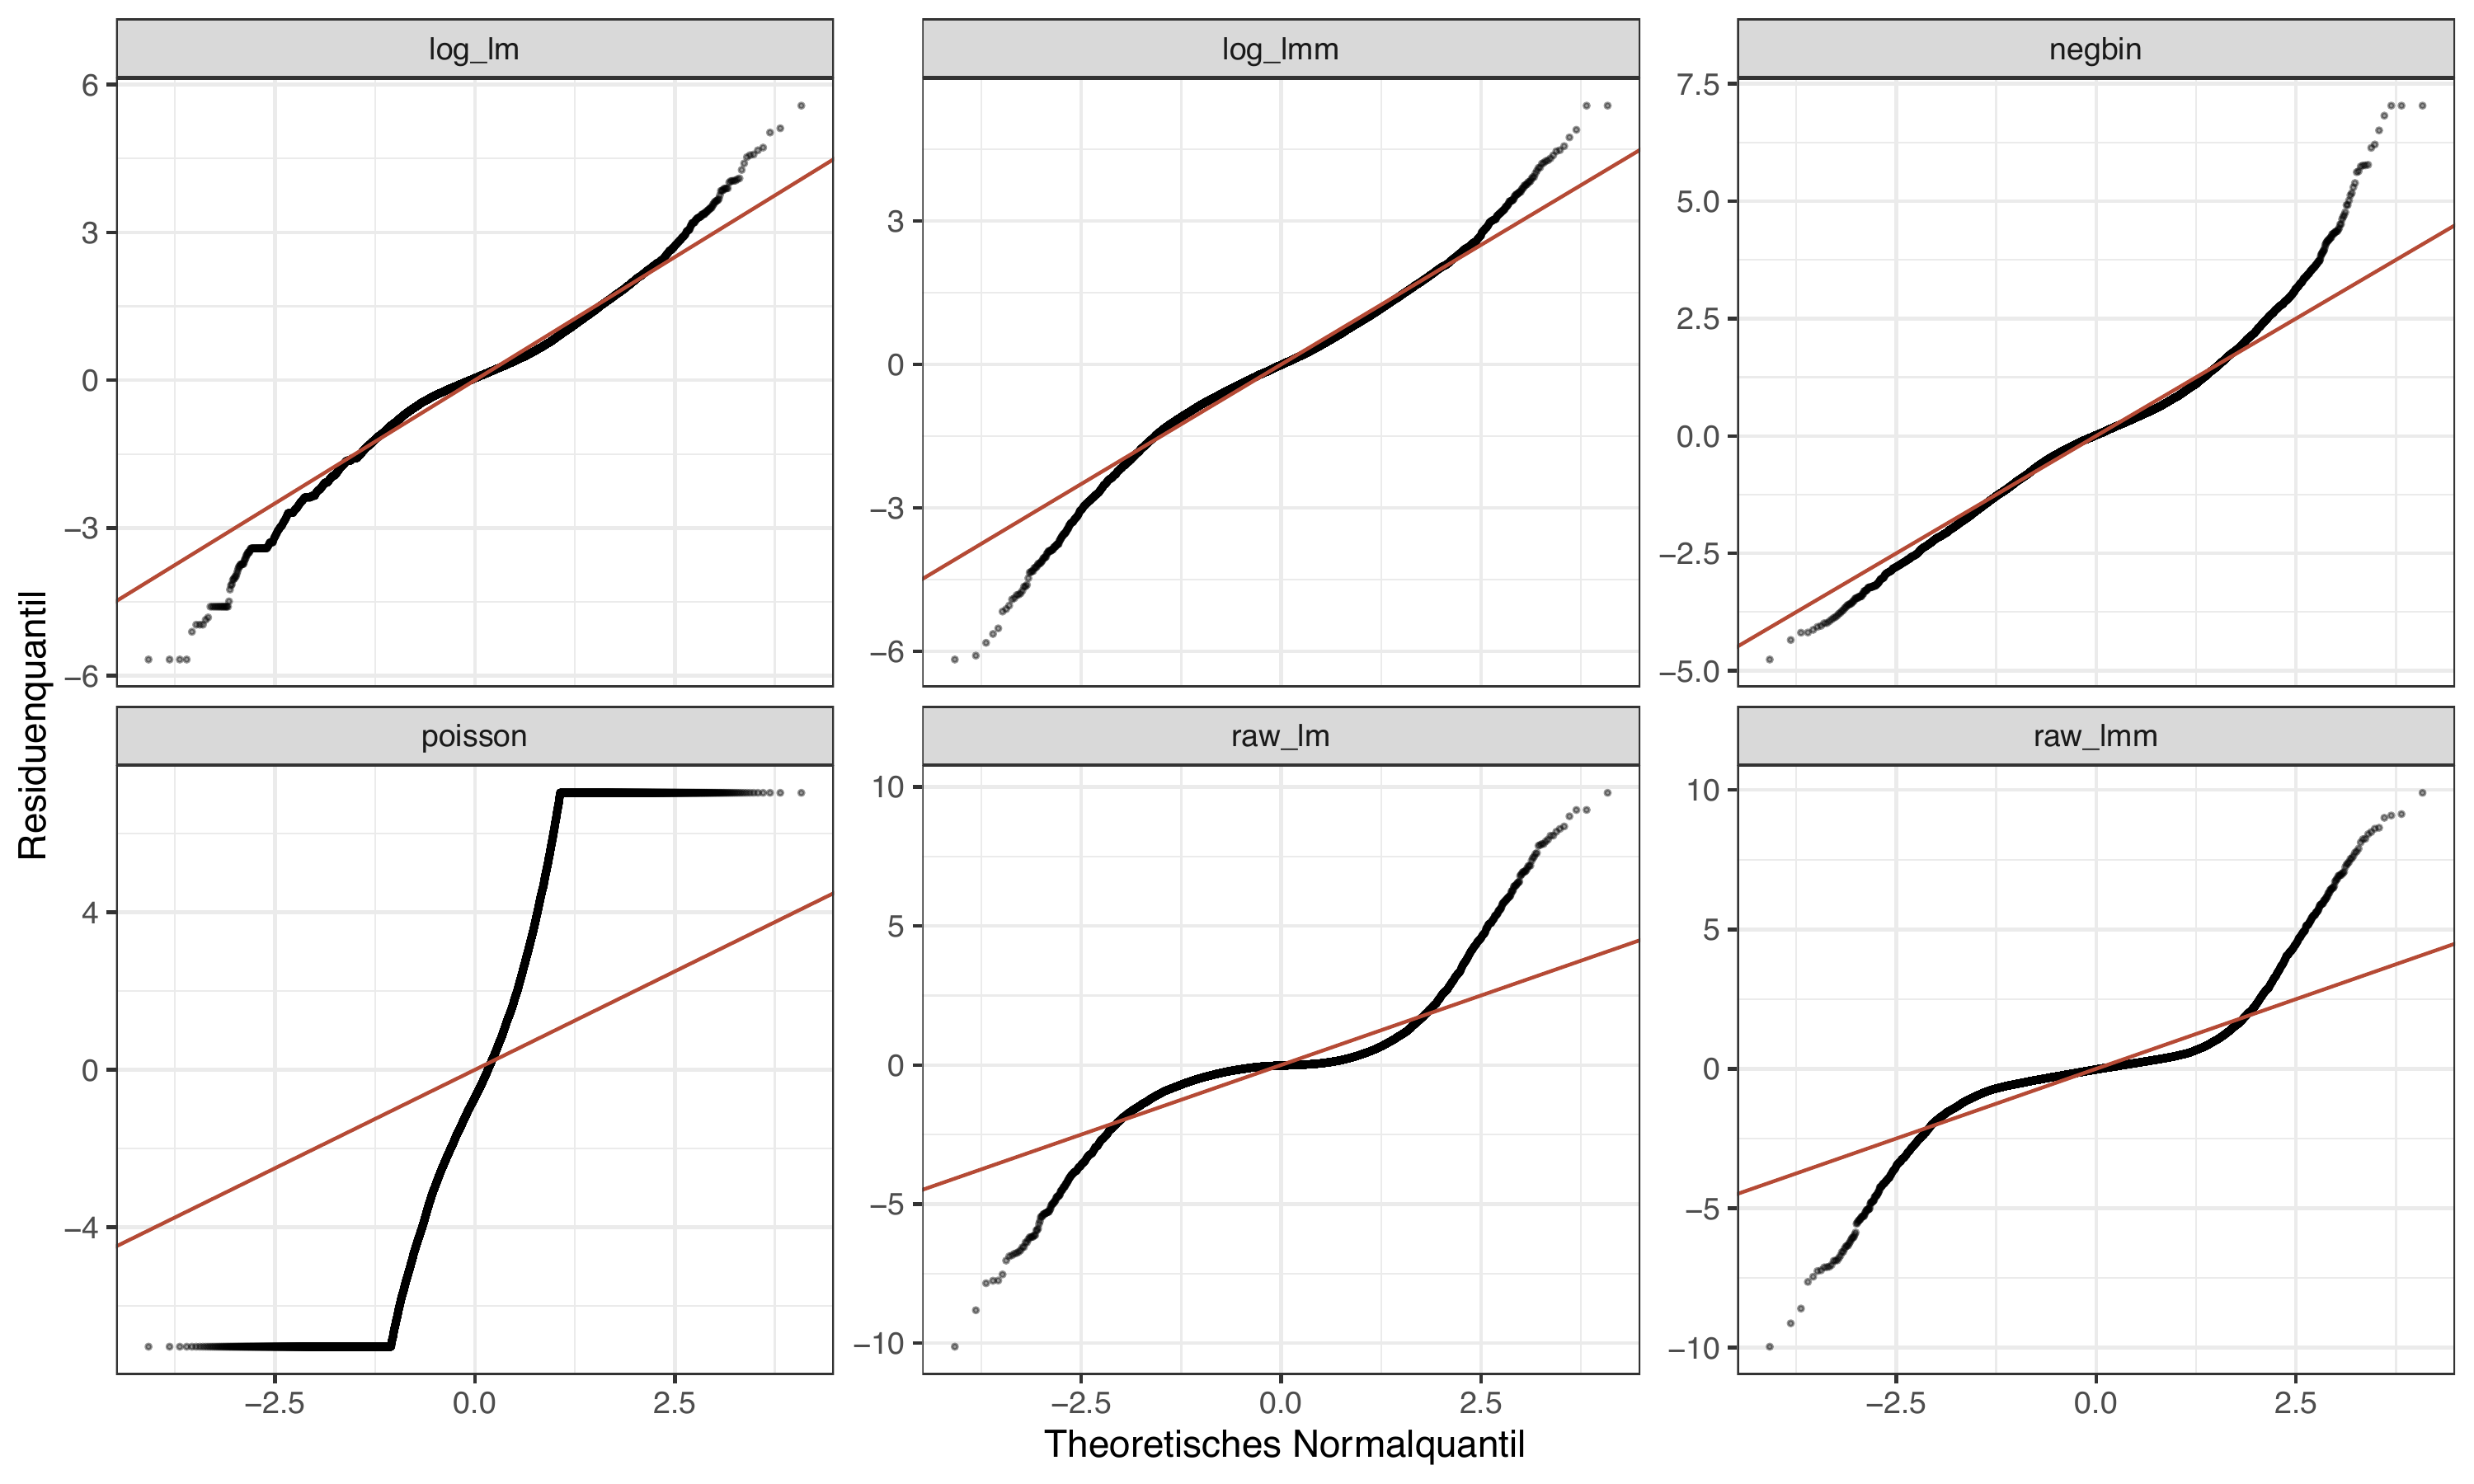 log_lm
log_lmm
negbin
6
3
0
−3
−6
3
0
−3
−6
7.5
5.0
2.5
0.0
−2.5
−5.0
poisson
raw_lm
raw_lmm
4
0
−4
10
5
0
−5
−10
10
5
0
−5
−10
−2.5 0.0 2.5
−2.5 0.0 2.5
−2.5 0.0 2.5
Theoretisches Normalquantil
Residuenquantil